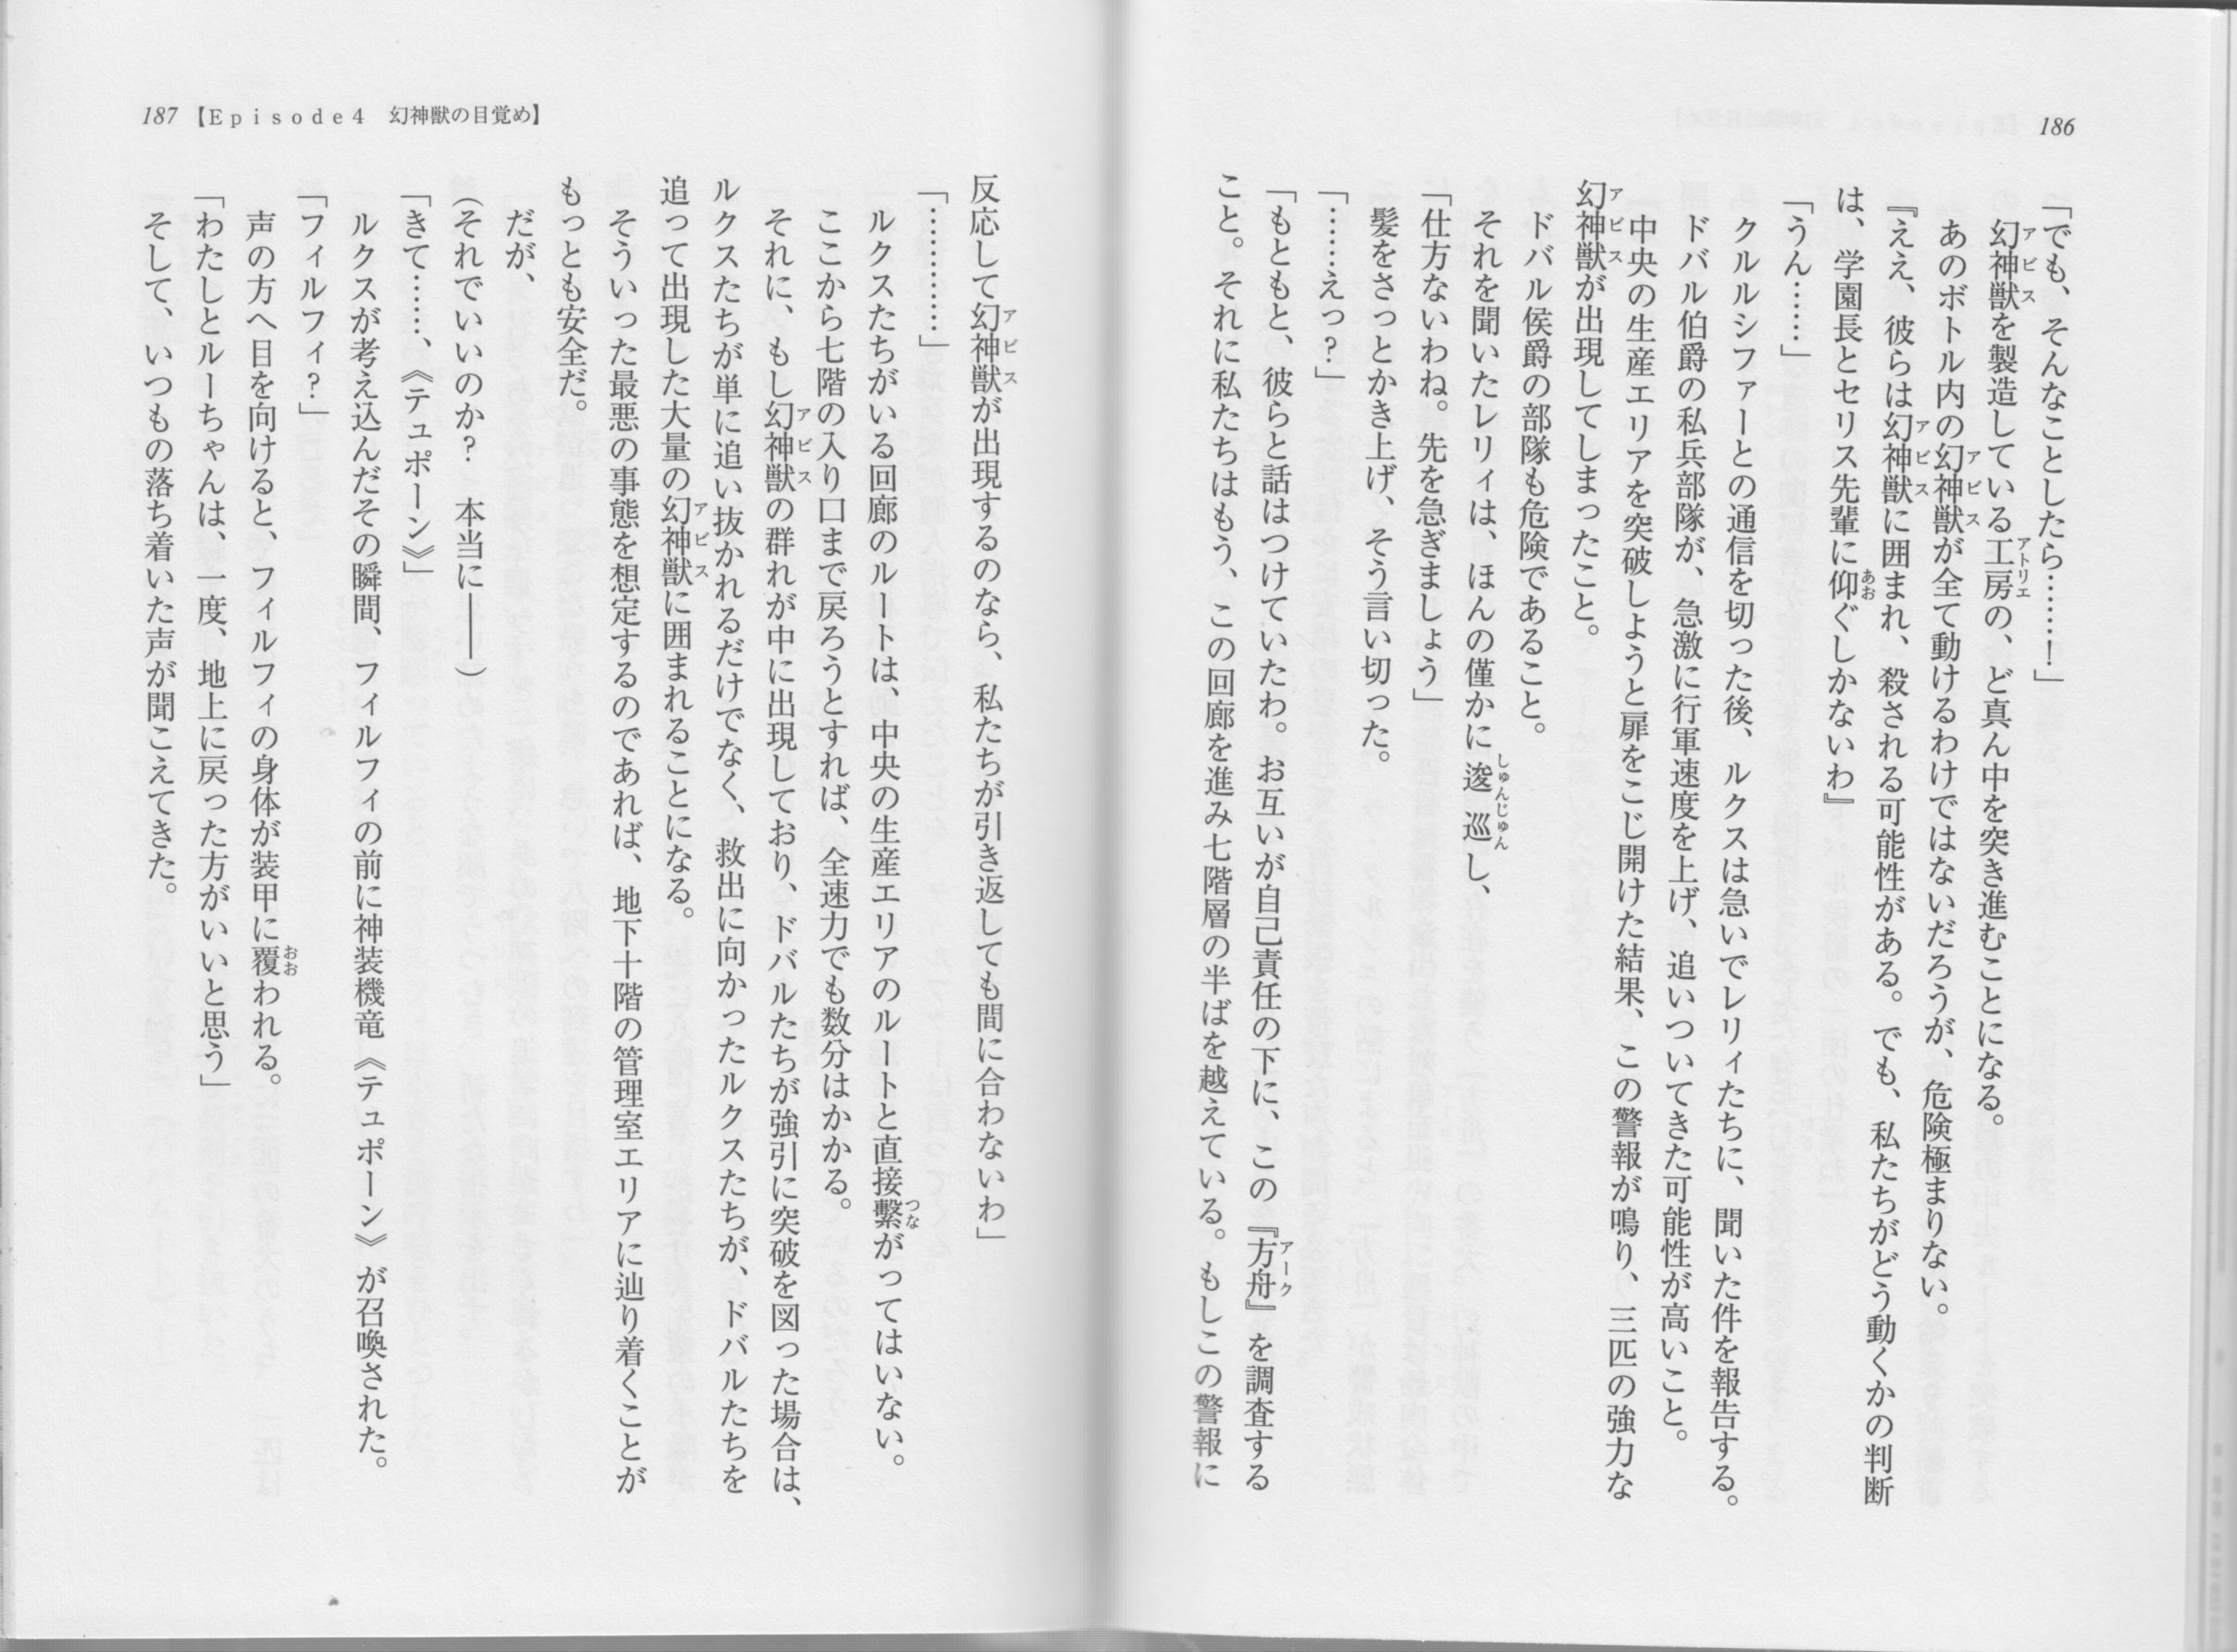 186
「でも、そんなことしたら……！」
幻神獣を製造している工房の、ど真ん中を突き進むことになる。
あのボトル内の幻神獣が全て動けるわけではないだろうが、危険極まりない。
『ええ、彼らは幻神獣に囲まれ、殺される可能性がある。でも、私たちがどう動くかの判断
は、学園長とセリス先輩に仰ぐしかないわ』
「うん……」
クルルシファーとの通信を切った後、ルクスは急いでレリィたちに、聞いた件を報告する。
ドバル伯爵の私兵部隊が、急激に行軍速度を上げ、追いついてきた可能性が高いこと。
中央の生産エリアを突破しようと扉をこじ開けた結果、この警報が鳴り、三匹の強力な
幻神獣が出現してしまったこと。
ドバル侯爵の部隊も危険であること。
それを聞いたレリィは、ほんの僅かに逡巡し、
「仕方ないわね。先を急ぎましょう」
髪をさっとかき上げ、そう言い切った。
「……えっ？」
「もともと、彼らと話はつけていたわ。お互いが自己責任の下に、この『方舟』を調査する
こと。それに私たちはもう、この回廊を進み七階層の半ばを越えている。もしこの警報に
187【Episode4　幻神獣の目覚め】
反応して幻神獣が出現するのなら、私たちが引き返しても間に合わないわ」
「…………」
ルクスたちがいる回廊のルートは、中央の生産エリアのルートと直接繫がってはいない。
ここから七階の入り口まで戻ろうとすれば、全速力でも数分はかかる。
それに、もし幻神獣の群れが中に出現しており、ドバルたちが強引に突破を図った場合は、
ルクスたちが単に追い抜かれるだけでなく、救出に向かったルクスたちが、ドバルたちを
追って出現した大量の幻神獣に囲まれることになる。
そういった最悪の事態を想定するのであれば、地下十階の管理室エリアに辿り着くことが
もっとも安全だ。
だが、
（それでいいのか？　本当に――）
「きて……、《テュポーン》」
ルクスが考え込んだその瞬間、フィルフィの前に神装機竜《テュポーン》が召喚された。
「フィルフィ？」
声の方へ目を向けると、フィルフィの身体が装甲に覆われる。
「わたしとルーちゃんは、一度、地上に戻った方がいいと思う」
そして、いつもの落ち着いた声が聞こえてきた。